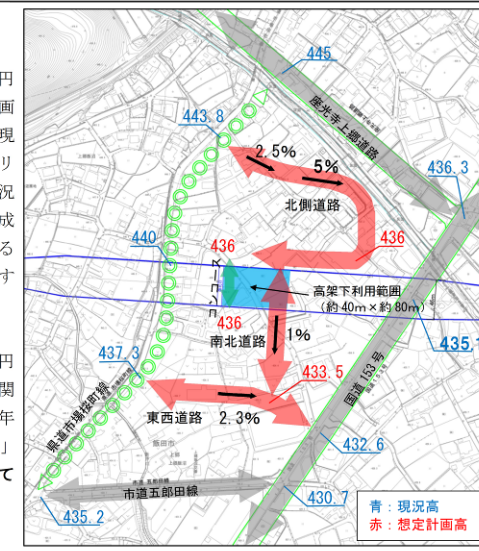 円
画
現
リ
況
成
る
す
円
関
年
」
て
445
座光寺上郷道路
443.8
2.5%
5%
436.3
北側道路
440
436
436
コンコース
高架下利用範囲
（約40m×約80m）
436
南北道路
1%
435.1
437.3
433.5
国道153号
県道市場桜町線
東西道路
2.3%
飯田市
432.6
市道五郎田線
430.7
435.2
青：現況高
赤：想定計画高